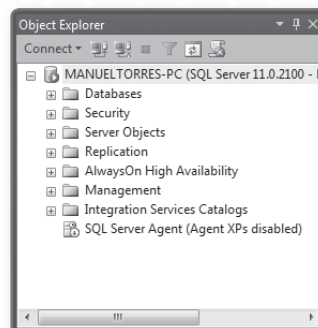 Object Explorer
Connect
MANUELTORRES-PC (SQL Server 11.0.2100 -
Databases
Security
Server Objects
Replication
AlwaysOn High Availability
Management
Integration Services Catalogs
SQL Server Agent (Agent XPs disabled)